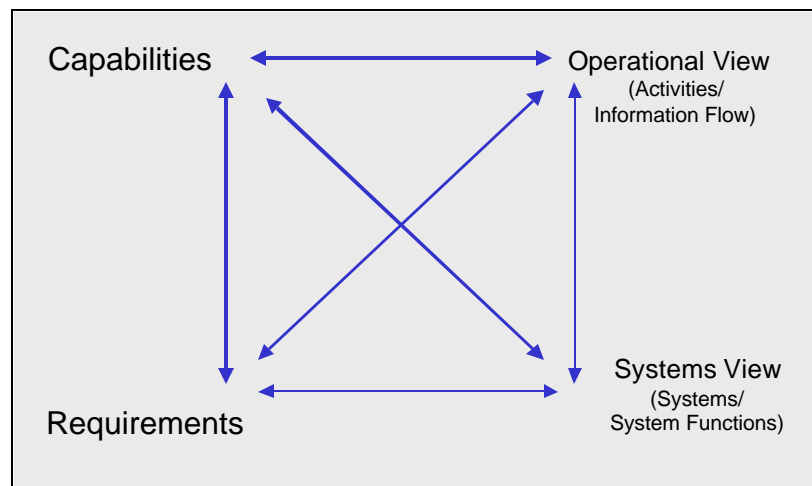 Capabilities
Operational View
(Activities/
Information Flow)
Systems View
(Systems/
System Functions)
Requirements